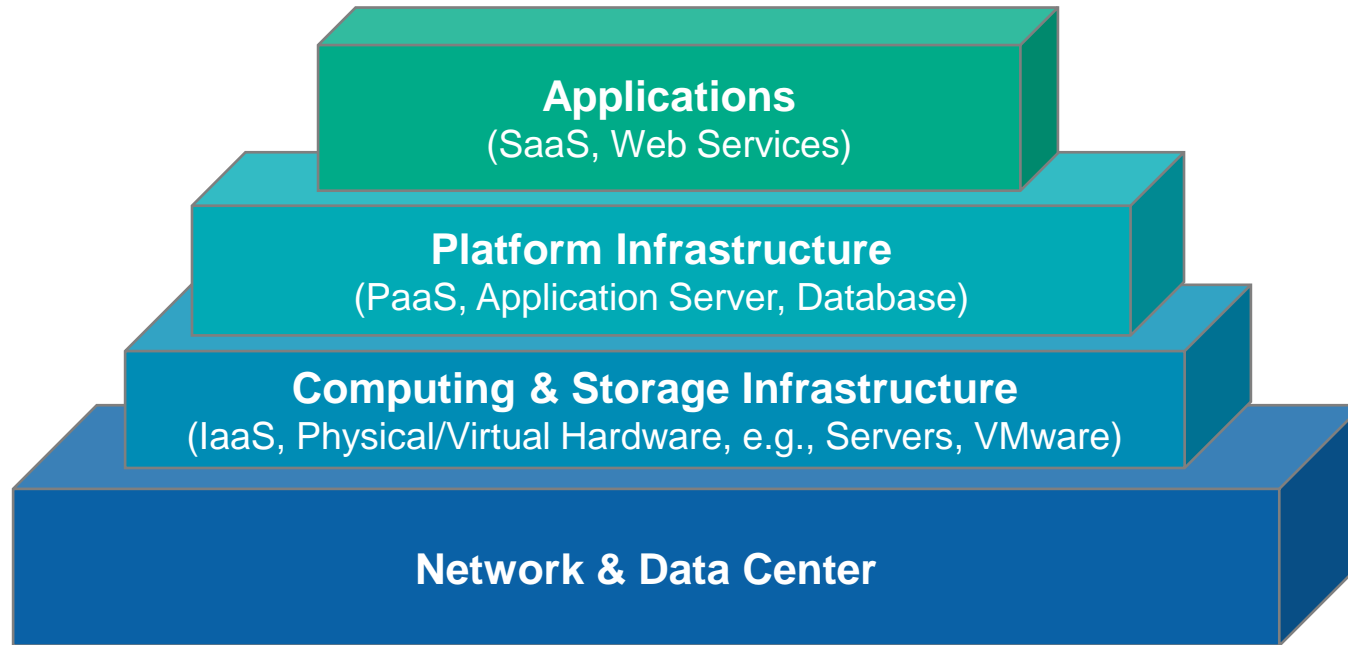 Applications
(SaaS, Web Services)
Platform Infrastructure
(PaaS, Application Server, Database)
Computing & Storage Infrastructure
(IaaS, Physical/Virtual Hardware, e.g., Servers, VMware)
Network & Data Center